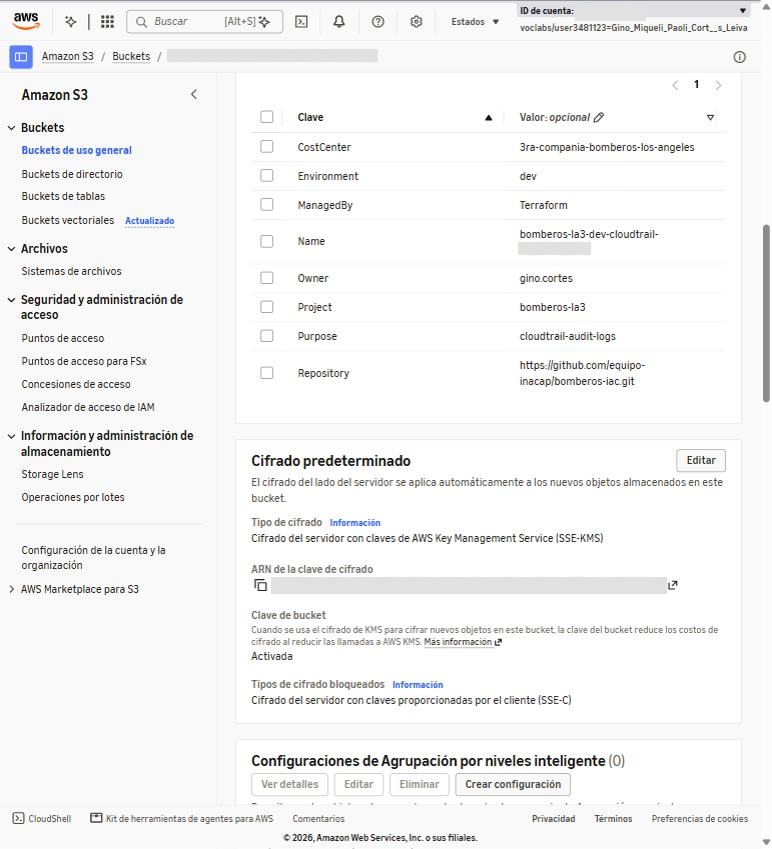 aws
Buscar
[Alt+S]
Estados
ID de cuenta:
voclabs/user3481123=Gino_Miqueli_Paoli_Cort__s_Leiva
Amazon S3 / Buckets /
Amazon S3
Buckets
Buckets de uso general
Buckets de directorio
Buckets de tablas
Buckets vectoriales Actualizado
Archivos
Sistemas de archivos
Seguridad y administración de
acceso
Puntos de acceso
Puntos de acceso para FSx
Concesiones de acceso
Analizador de acceso de IAM
Información y administración de
almacenamiento
Storage Lens
Operaciones por lotes
Configuración de la cuenta y la
organización
AWS Marketplace para S3
1
Clave Valor: opcional
CostCenter 3ra-compania-bomberos-los-angeles
Environment dev
ManagedBy Terraform
Name bomberos-la3-dev-cloudtrail-
Owner gino.cortes
Project bomberos-la3
Purpose cloudtrail-audit-logs
Repository https://github.com/equipo-
inacap/bomberos-iac.git
Cifrado predeterminado
Editar
El cifrado del lado del servidor se aplica automáticamente a los nuevos objetos almacenados en este
bucket.
Tipo de cifrado Información
Cifrado del servidor con claves de AWS Key Management Service (SSE-KMS)
ARN de la clave de cifrado
Clave de bucket
Cuando se usa el cifrado de KMS para cifrar nuevos objetos en este bucket, la clave del bucket reduce los costos de
cifrado al reducir las llamadas a AWS KMS. Más información
Activada
Tipos de cifrado bloqueados Información
Cifrado del servidor con claves proporcionadas por el cliente (SSE-C)
Configuraciones de Agrupación por niveles inteligente (0)
Ver detalles Editar Eliminar Crear configuración
CloudShell Kit de herramientas de agentes para AWS Comentarios Privacidad Términos Preferencias de cookies
© 2026, Amazon Web Services, Inc. o sus filiales.